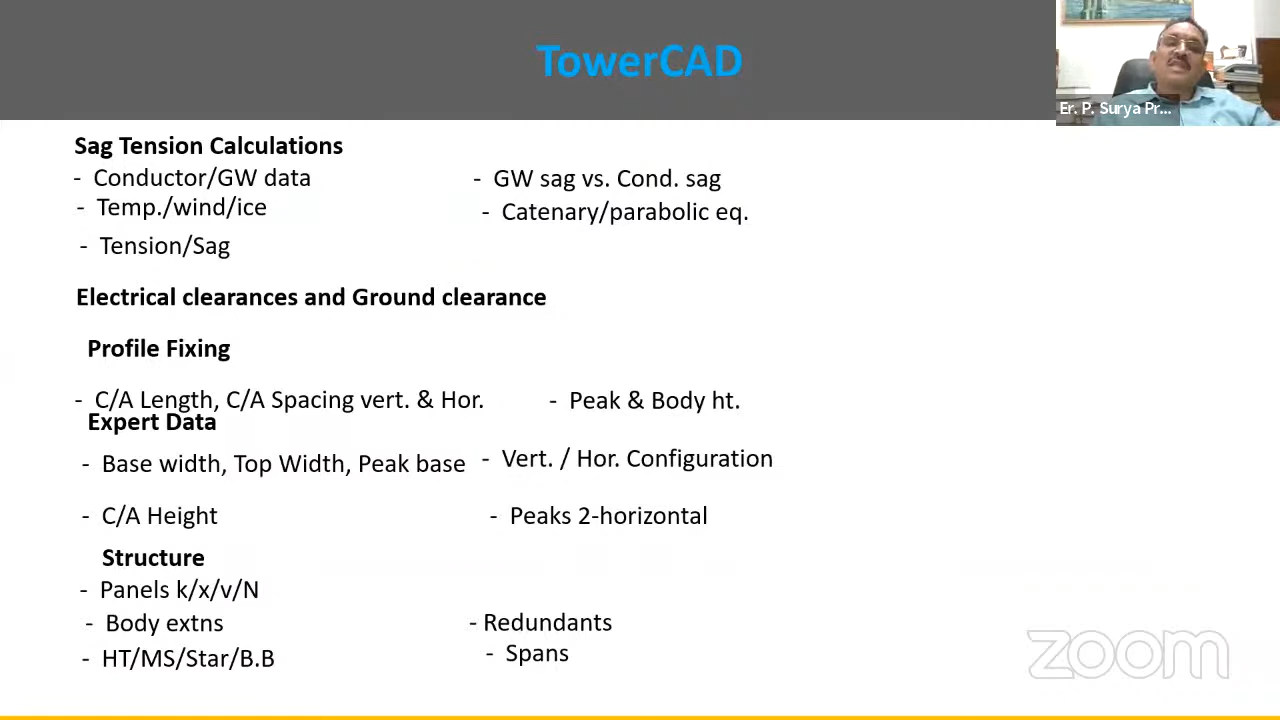 TowerCAD
Er. P. Surya Pr...
Sag Tension Calculations
- Conductor/GW data
- GW sag vs. Cond. sag
- Temp./wind/ice
- Catenary/parabolic eq.
- Tension/Sag
Electrical clearances and Ground clearance
Profile Fixing
- C/A Length, C/A Spacing vert. & Hor.
- Peak & Body ht.
Expert Data
- Base width, Top Width, Peak base
- Vert. / Hor. Configuration
- C/A Height
- Peaks 2-horizontal
Structure
- Panels k/x/v/N
- Body extns
- Redundants
- HT/MS/Star/B.B
- Spans
zoom